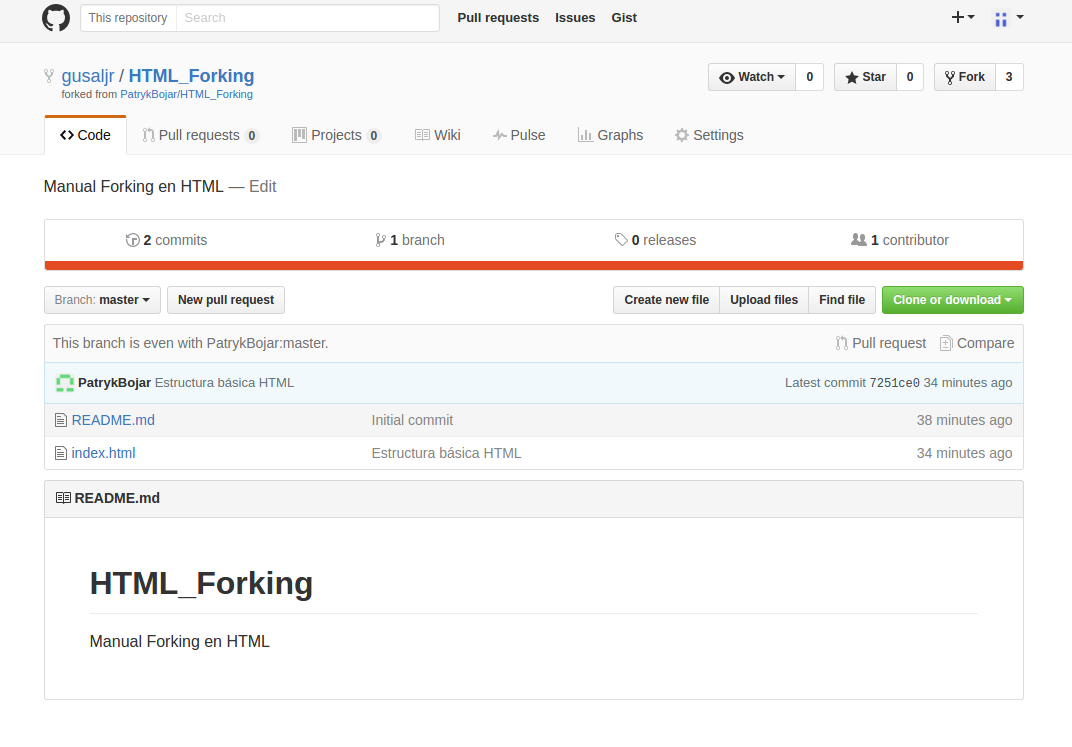 This repository Search Pull requests Issues Gist
gusaljr / HTML_Forking
forked from PatrykBojar/HTML_Forking
Watch 0 Star 0 Fork 3
Code Pull requests 0 Projects 0 Wiki Pulse Graphs Settings
Manual Forking en HTML — Edit
2 commits 1 branch 0 releases 1 contributor
Branch: master New pull request Create new file Upload files Find file Clone or download
This branch is even with PatrykBojar:master. Pull request Compare
PatrykBojar Estructura básica HTML Latest commit 7251ce0 34 minutes ago
README.md Initial commit 38 minutes ago
index.html Estructura básica HTML 34 minutes ago
README.md
HTML_Forking
Manual Forking en HTML